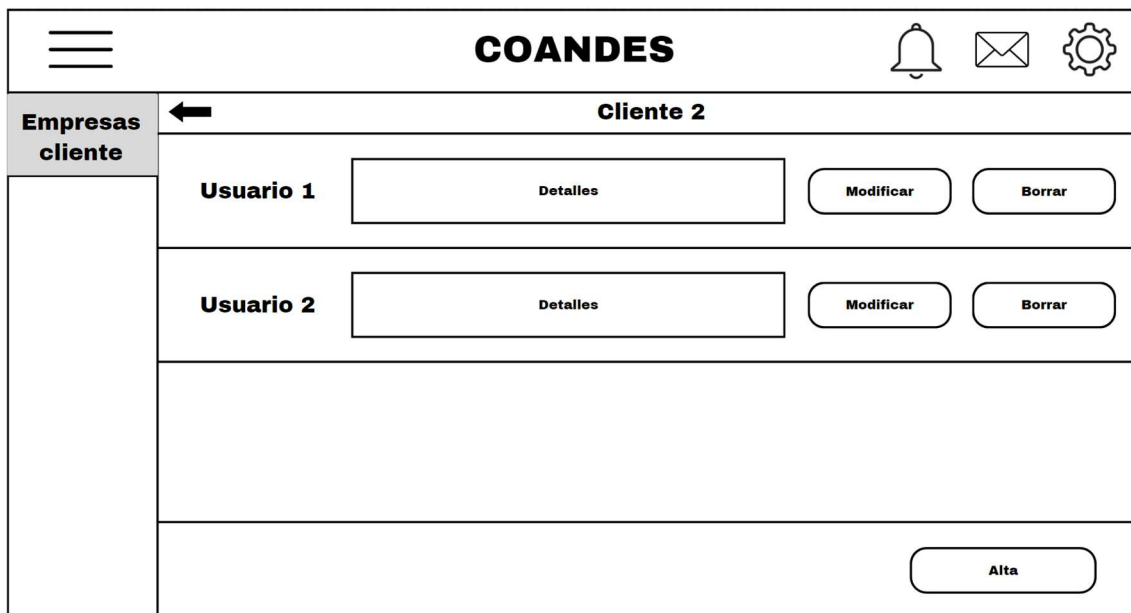 COANDES
Empresas
cliente
Cliente 2
Usuario 1
Detalles
Modificar
Borrar
Usuario 2
Detalles
Modificar
Borrar
Alta